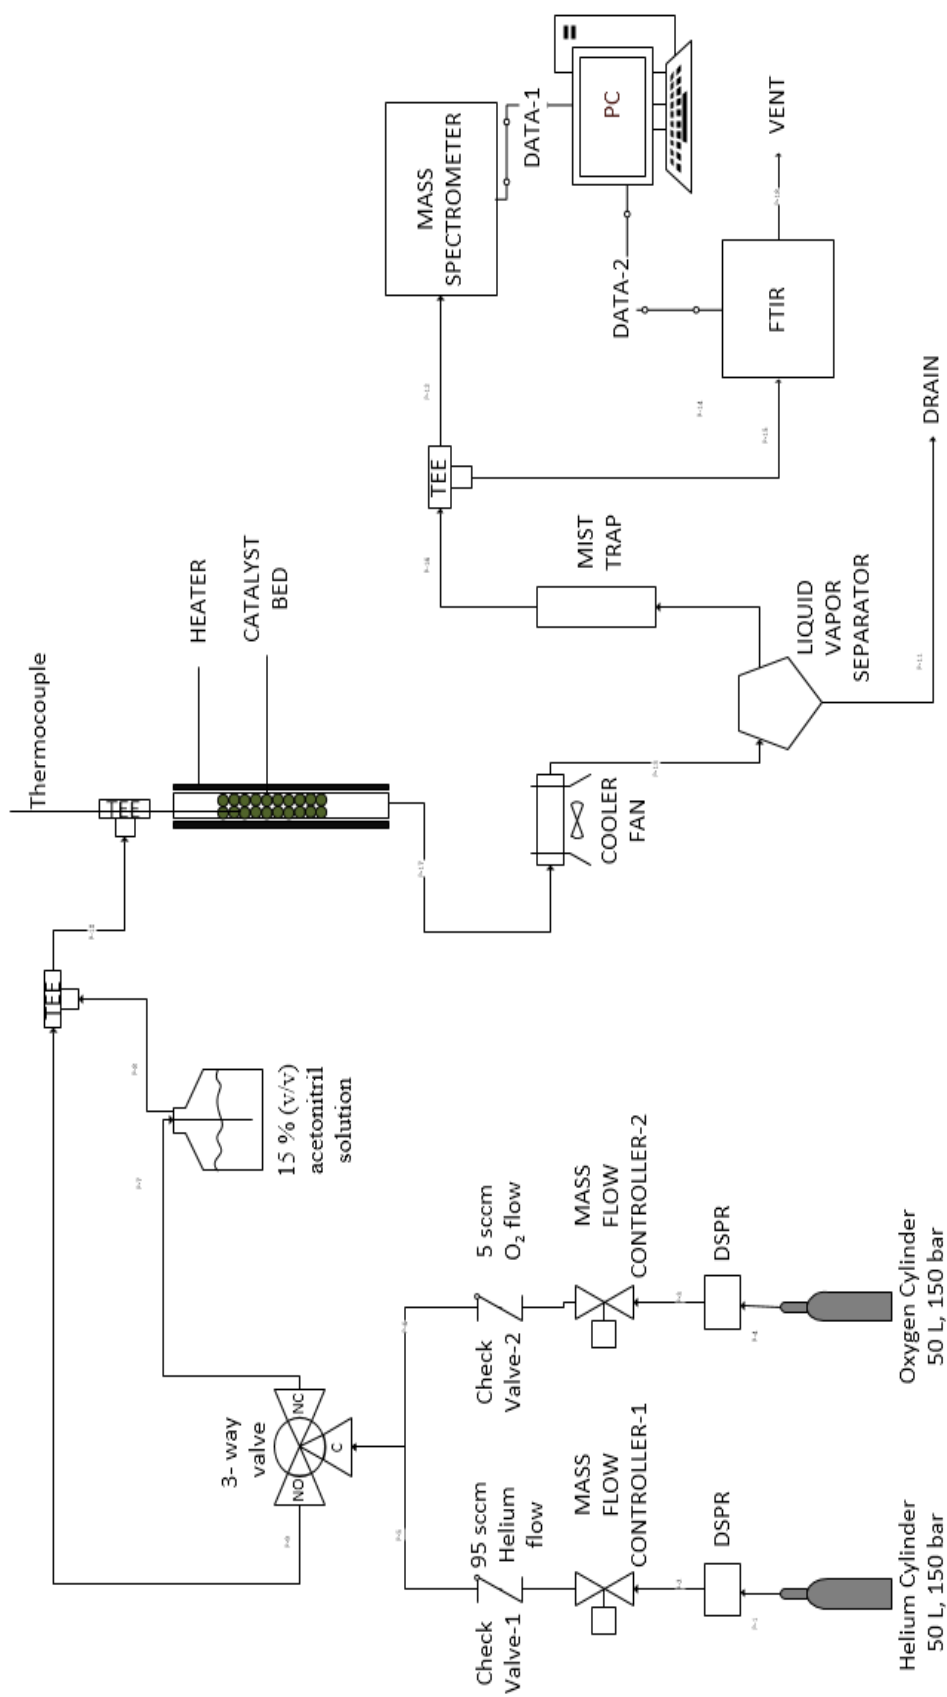 Thermocouple
TEE
TEE
HEATER
CATALYST
BED
15 % (v/v)
acetonitril
solution
3- way
valve
NO
NC
C
COOLER
FAN
LIQUID
VAPOR
SEPARATOR
DRAIN
MIST
TRAP
TEE
MASS
SPECTROMETER
DATA-1
PC
DATA-2
FTIR
VENT
Check
Valve-1
95 sccm
Helium
flow
Check
Valve-2
5 sccm
O₂ flow
MASS
FLOW
CONTROLLER-1
MASS
FLOW
CONTROLLER-2
DSPR
DSPR
Helium Cylinder
50 L, 150 bar
Oxygen Cylinder
50 L, 150 bar